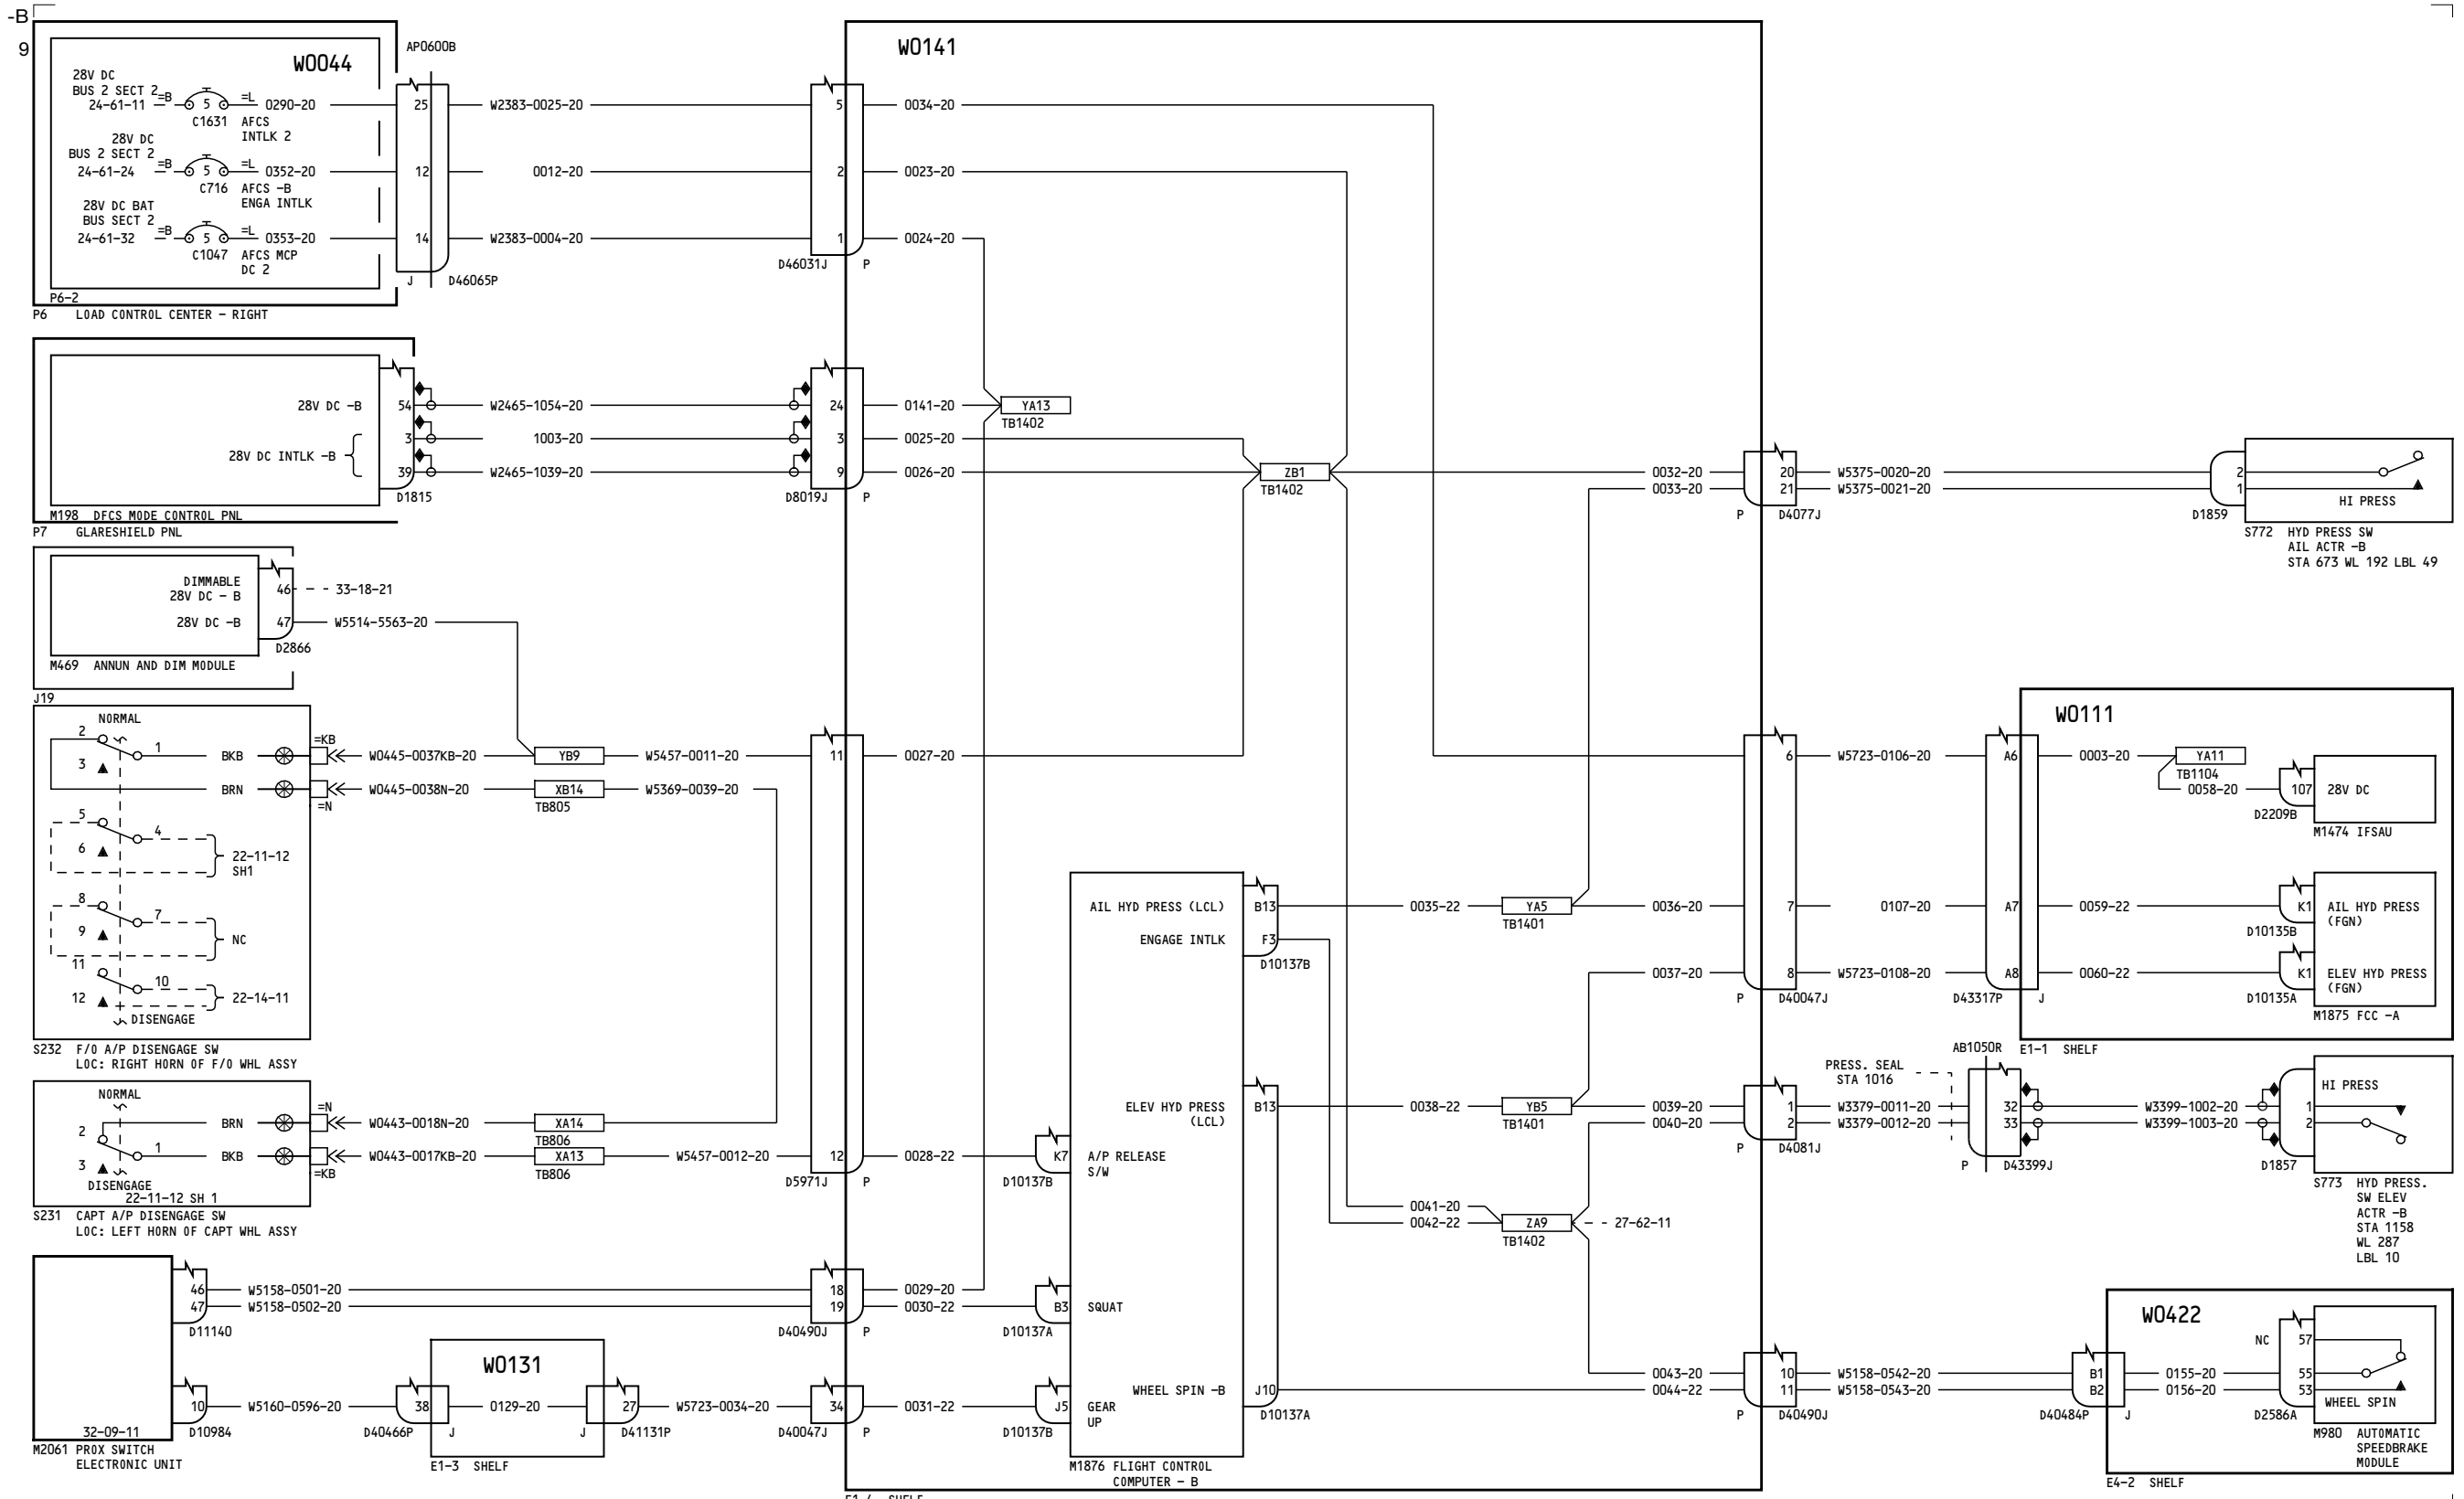 -B
9
W0044
AP0600B
W0141
28V DC
BUS 2 SECT 2
24-61-11
=B
5
=L
0290-20
25
W2383-0025-20
5
0034-20
C1631
AFCS
INTLK 2
28V DC
BUS 2 SECT 2
24-61-24
=B
5
=L
0352-20
12
0012-20
2
0023-20
C716
AFCS -B
ENGA INTLK
28V DC BAT
BUS SECT 2
24-61-32
=B
5
=L
0353-20
14
W2383-0004-20
1
0024-20
C1047
AFCS MCP
DC 2
D46031J
P
J
D46065P
P6-2
P6 LOAD CONTROL CENTER - RIGHT
28V DC -B
54
W2465-1054-20
24
0141-20
YA13
TB1402
3
1003-20
3
0025-20
28V DC INTLK -B
39
W2465-1039-20
9
0026-20
ZB1
TB1402
0032-20
20
W5375-0020-20
2
0033-20
21
W5375-0021-20
1
HI PRESS
D1815
D8019J
P
P
D4077J
D1859
M198 DFCS MODE CONTROL PNL
P7 GLARESHIELD PNL
S772 HYD PRESS SW
AIL ACTR -B
STA 673 WL 192 LBL 49
DIMMABLE
28V DC - B
46
33-18-21
28V DC -B
47
W5514-5563-20
D2866
M469 ANNUN AND DIM MODULE
J19
W0111
NORMAL
2
1
3
BKB
=KB
W0445-0037KB-20
YB9
W5457-0011-20
11
0027-20
6
W5723-0106-20
A6
0003-20
YA11
TB1104
BRN
=N
W0445-0038N-20
XB14
TB805
W5369-0039-20
0058-20
107
28V DC
D2209B
M1474 IFSAU
5
4
6
22-11-12
SH1
8
7
9
NC
11
10
12
22-14-11
DISENGAGE
S232 F/O A/P DISENGAGE SW
LOC: RIGHT HORN OF F/O WHL ASSY
AIL HYD PRESS (LCL)
B13
0035-22
YA5
TB1401
0036-20
7
0107-20
A7
0059-22
K1
AIL HYD PRESS
(FGN)
D10135B
ENGAGE INTLK
F3
D10137B
0037-20
8
W5723-0108-20
A8
0060-22
K1
ELEV HYD PRESS
(FGN)
P
D40047J
D43317P
J
D10135A
M1875 FCC -A
E1-1 SHELF
AB1050R
PRESS. SEAL
STA 1016
NORMAL
BRN
=N
W0443-0018N-20
XA14
TB806
2
1
3
BKB
=KB
W0443-0017KB-20
XA13
TB806
W5457-0012-20
12
0028-22
K7
A/P RELEASE
S/W
D5971J
P
D10137B
DISENGAGE
22-11-12 SH 1
S231 CAPT A/P DISENGAGE SW
LOC: LEFT HORN OF CAPT WHL ASSY
ELEV HYD PRESS
(LCL)
B13
0038-22
YB5
TB1401
0039-20
1
W3379-0011-20
32
W3399-1002-20
1
HI PRESS
0040-20
2
W3379-0012-20
33
W3399-1003-20
2
P
D4081J
P
D43399J
D1857
S773 HYD PRESS.
SW ELEV
ACTR -B
STA 1158
WL 287
LBL 10
0041-20
0042-22
ZA9
TB1402
27-62-11
46
W5158-0501-20
18
0029-20
47
W5158-0502-20
19
0030-22
B3
SQUAT
D11140
D40490J
P
D10137A
W0131
W0422
NC
57
WHEEL SPIN -B
J10
D10137A
0043-20
10
W5158-0542-20
B1
0155-20
55
0044-22
11
W5158-0543-20
B2
0156-20
53
WHEEL SPIN
P
D40490J
D40484P
J
D2586A
M980 AUTOMATIC
SPEEDBRAKE
MODULE
E4-2 SHELF
10
W5160-0596-20
38
0129-20
27
W5723-0034-20
34
0031-22
J5
GEAR
UP
32-09-11
D10984
D40466P
J
J
D41131P
D40047J
P
D10137B
M2061 PROX SWITCH
ELECTRONIC UNIT
E1-3 SHELF
M1876 FLIGHT CONTROL
COMPUTER - B
SHELF